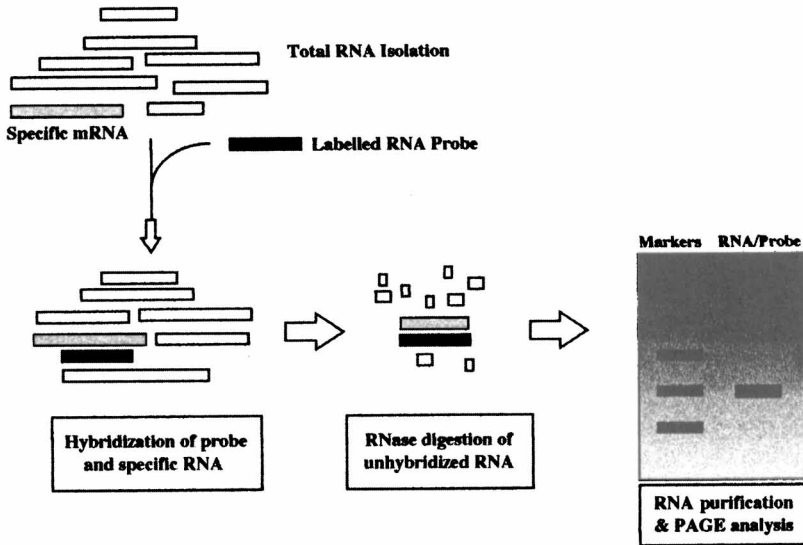 Total RNA Isolation
Specific mRNA
Labelled RNA Probe
Markers RNA/Probe
Hybridization of probe
and specific RNA
RNase digestion of
unhybridized RNA
RNA purification
& PAGE analysis